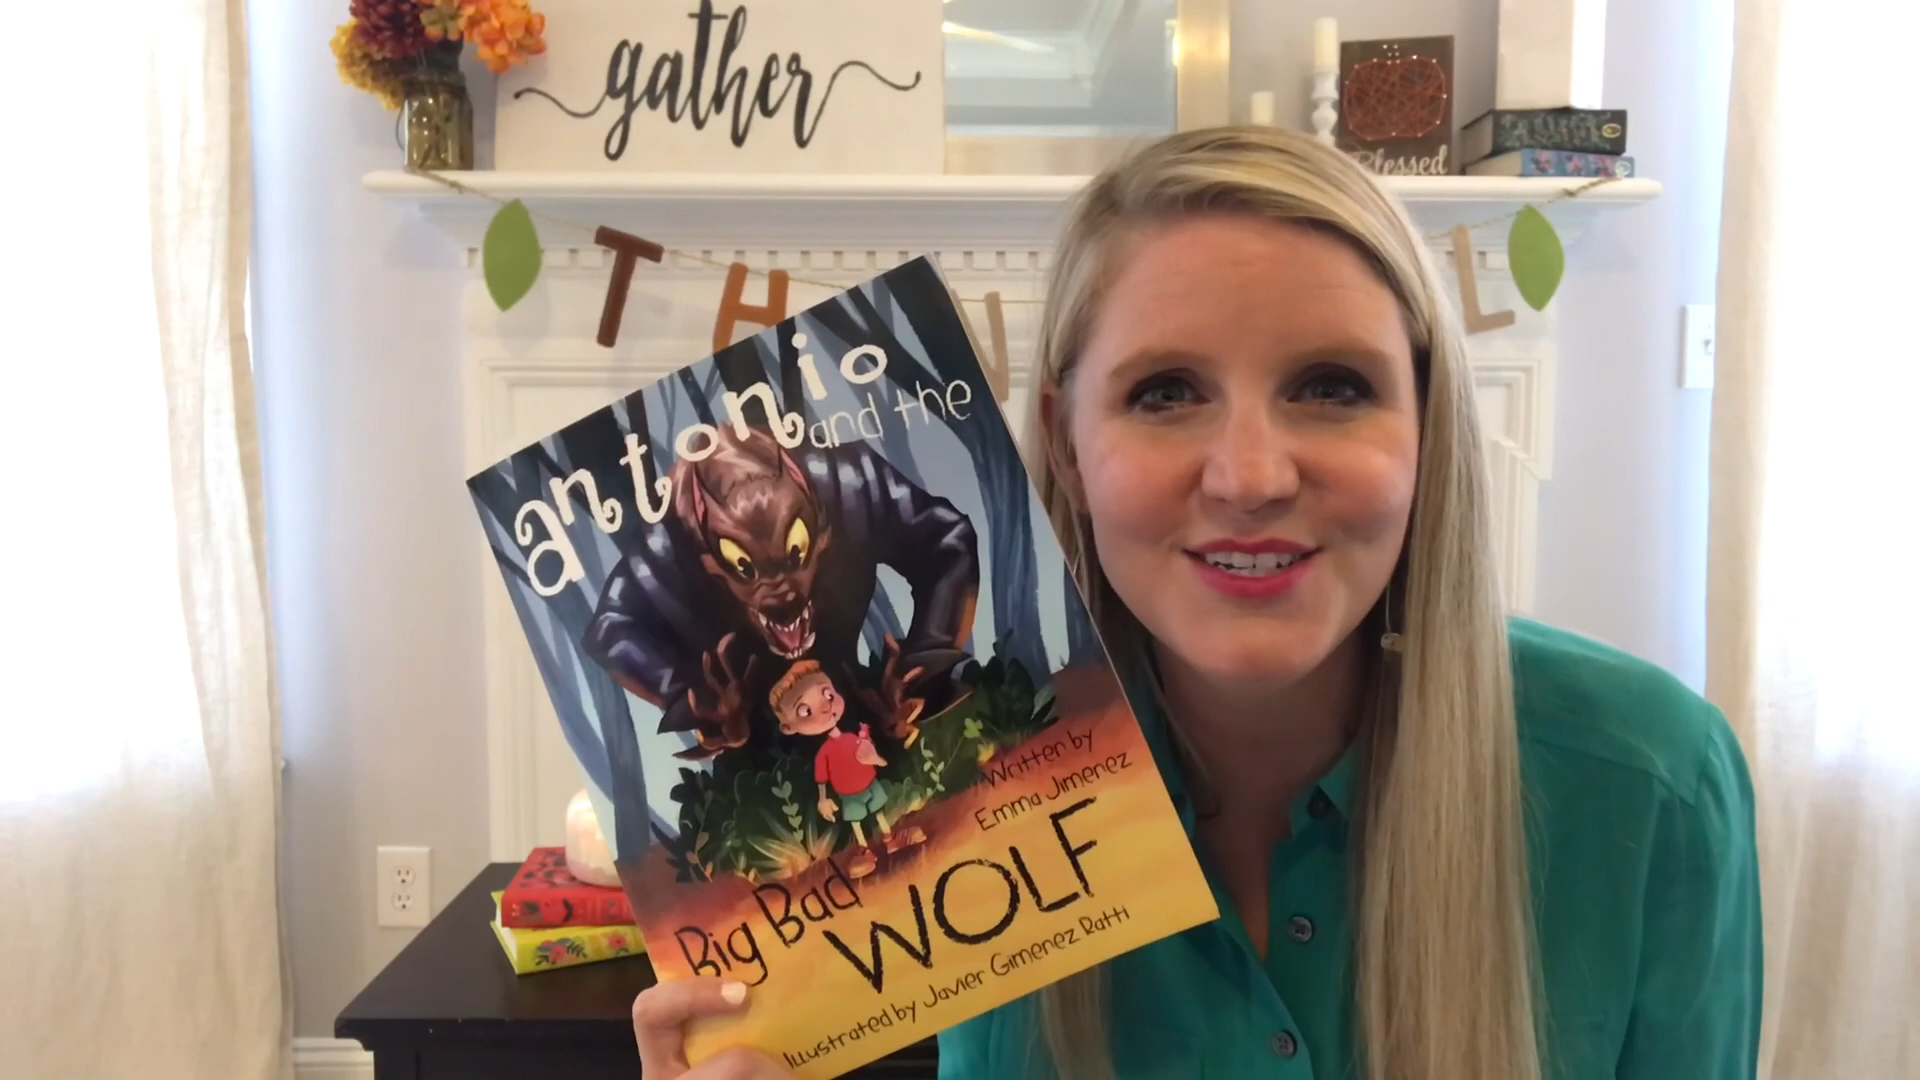 gather
Blessed
T H N L
antonio
and the
Written by
Emma Jimenez
Big Bad
WOLF
Illustrated by Javier Gimenez Ratti